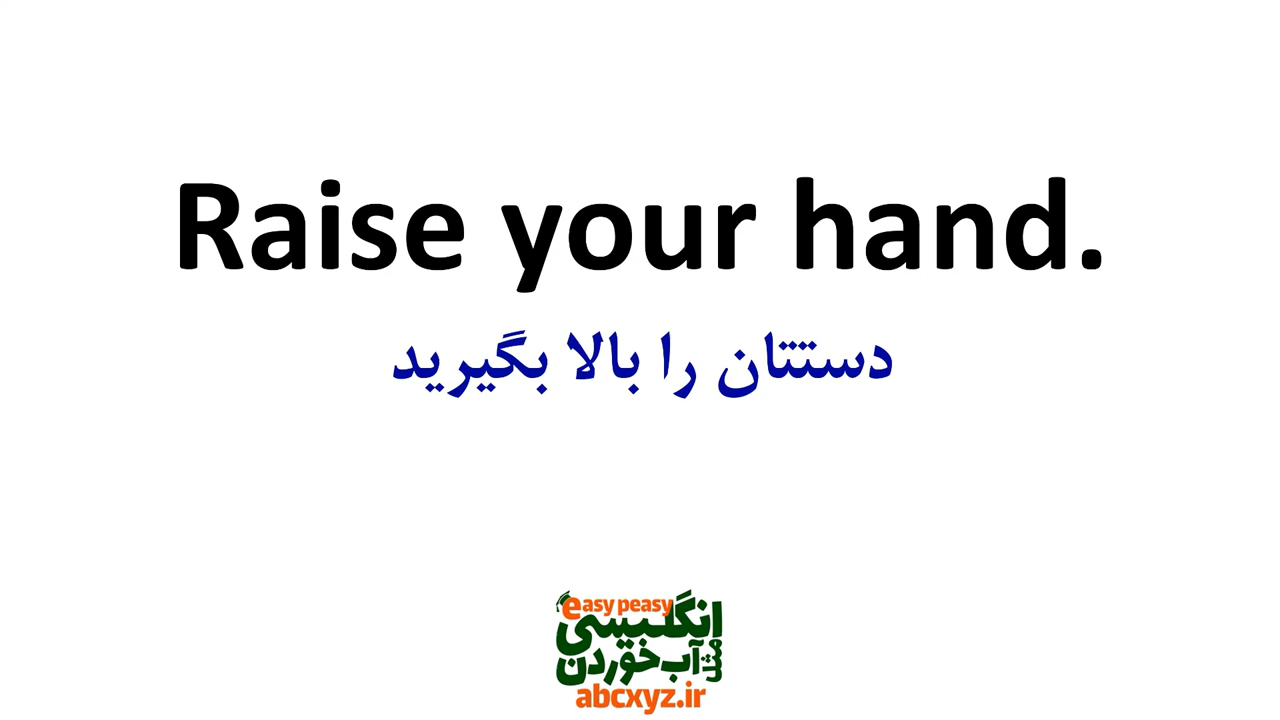 Raise your hand.
دستتان را بالا بگیرید
easy peasy
انگلیسی
مثل آب خوردن
abcxyz.ir